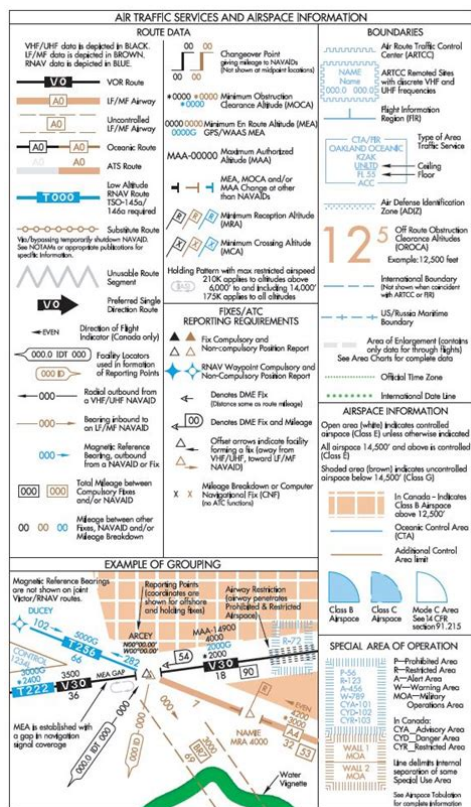 AIR TRAFFIC SERVICES AND AIRSPACE INFORMATION
ROUTE DATA
VHF/UHF data is depicted in BLACK.
LF/MF data is depicted in BROWN.
RNAV data is depicted in BLUE.
V0
VOR Route
A0
LF/MF Airway
Uncontrolled
LF/MF Airway
A0
A0
Oceanic Route
A0
ATS Route
T000
Low Altitude
RNAV Route
TSO-145a/
146a required
Substitute Route
Via/bypassing temporarily shutdown NAVAID.
See NOTAMs or appropriate publications for
specific information.
Unusable Route
Segment
V0
Preferred Single
Direction Route
EVEN
Direction of Flight
Indicator (Canada only)
000.0 IDT 000
000 ID
Facility Locators
used in formation
of Reporting Points
000
Radial outbound from
a VHF/UHF NAVAID
000
Bearing inbound to
an LF/MF NAVAID
000
Magnetic Reference
Bearing, outbound
from a NAVAID or Fix
000
000
Total Mileage between
Compulsory Fixes
and/or NAVAID
00 00 00
Mileage between other
Fixes, NAVAID and/or
Mileage Breakdown
00
00
00
00
Changeover Point
giving mileage to NAVAIDs
(Not shown at midpoint locations)
*0000 *0000
*0000
Minimum Obstruction
Clearance Altitude (MOCA)
0000 0000
0000G
Minimum En Route Altitude (MEA)
GPS/WAAS MEA
MAA-00000
Maximum Authorized
Altitude (MAA)
MEA, MOCA and/or
MAA Change at other
than NAVAIDs
R
R
R
Minimum Reception Altitude
(MRA)
X
X
X
Minimum Crossing Altitude
(MCA)
Holding Pattern with max restricted airspeed
210K applies to altitudes above
6,000' to and including 14,000'
175K applies to all altitudes
FIXES/ATC
REPORTING REQUIREMENTS
Fix Compulsory and
Non-compulsory Position Report
RNAV Waypoint Compulsory and
Non-Compulsory Position Report
Denotes DME Fix
(Distance same as route mileage)
00
Denotes DME Fix and Mileage
Offset arrows indicate facility
forming a fix (away from
VHF/UHF, toward LF/MF
NAVAID)
x x
Mileage Breakdown or Computer
Navigational Fix (CNF)
(no ATC functions)
BOUNDARIES
Air Route Traffic Control
Center (ARTCC)
NAME
Name
000.0 000.0
ARTCC Remoted Sites
with discrete VHF and
UHF frequencies
Flight Information
Region (FIR)
CTA/FIR
OAKLAND OCEANIC
KZAK
UNLTD
FL 55
ACC
Type of Area
Traffic Service
Ceiling
Floor
Air Defense Identification
Zone (ADIZ)
12 5
Off Route Obstruction
Clearance Altitudes
(OROCA)
Example: 12,500 feet
International Boundary
(Not shown when coincident
with ARTCC or FIR)
US/Russia Maritime
Boundary
Area of Enlargement (contains
only data for through flights)
See Area Charts for complete data
Official Time Zone
International Date Line
AIRSPACE INFORMATION
Open area (white) indicates controlled
airspace (Class E) unless otherwise indicated
All airspace 14,500' and above is controlled
(Class E)
Shaded area (brown) indicates uncontrolled
airspace below 14,500' (Class G)
In Canada - Indicates
Class B Airspace
above 12,500'
Oceanic Control Area
(CTA)
Additional Control
Area limit
Class B
Airspace
Class C
Airspace
Mode C Area
See 14 CFR
section 91.215
SPECIAL AREA OF OPERATION
P-56
R-123
A-456
W-789
CYA-101
CYD-102
CYR-103
P—Prohibited Area
R—Restricted Area
A—Alert Area
W—Warning Area
MOA—Military
Operations Area
In Canada:
CYA_Advisory Area
CYD_Danger Area
CYR_Restricted Area
WALL 1
MOA
WALL 2
MOA
Line delimits internal
separation of same
Special Use Area
See Airspace Tabulation
for complete information
EXAMPLE OF GROUPING
Magnetic Reference Bearings
are not shown on joint
Victor/RNAV routes.
Reporting Points
(coordinates are
shown for offshore
and holding fixes)
Airway Restriction
(airway penetrates
Prohibited & Restricted
Airspace)
DUCEY
102
5000G
T256
66
282
ARCEY
N00°00.00'
W00°00.00'
MAA-14900
4000
2000G
*2000
V30
18
90
54
R-72
CONTROL
1234L
3000G
*2400
T222
3500
V30
36
MEA GAP
MEA is established with
a gap in navigation
signal coverage
000.0 IDT 000
000
000 ID
NAMIE
MRA 4000
EVEN
4200
*3000
A4
32
53
BR7
69
Water
Vignette